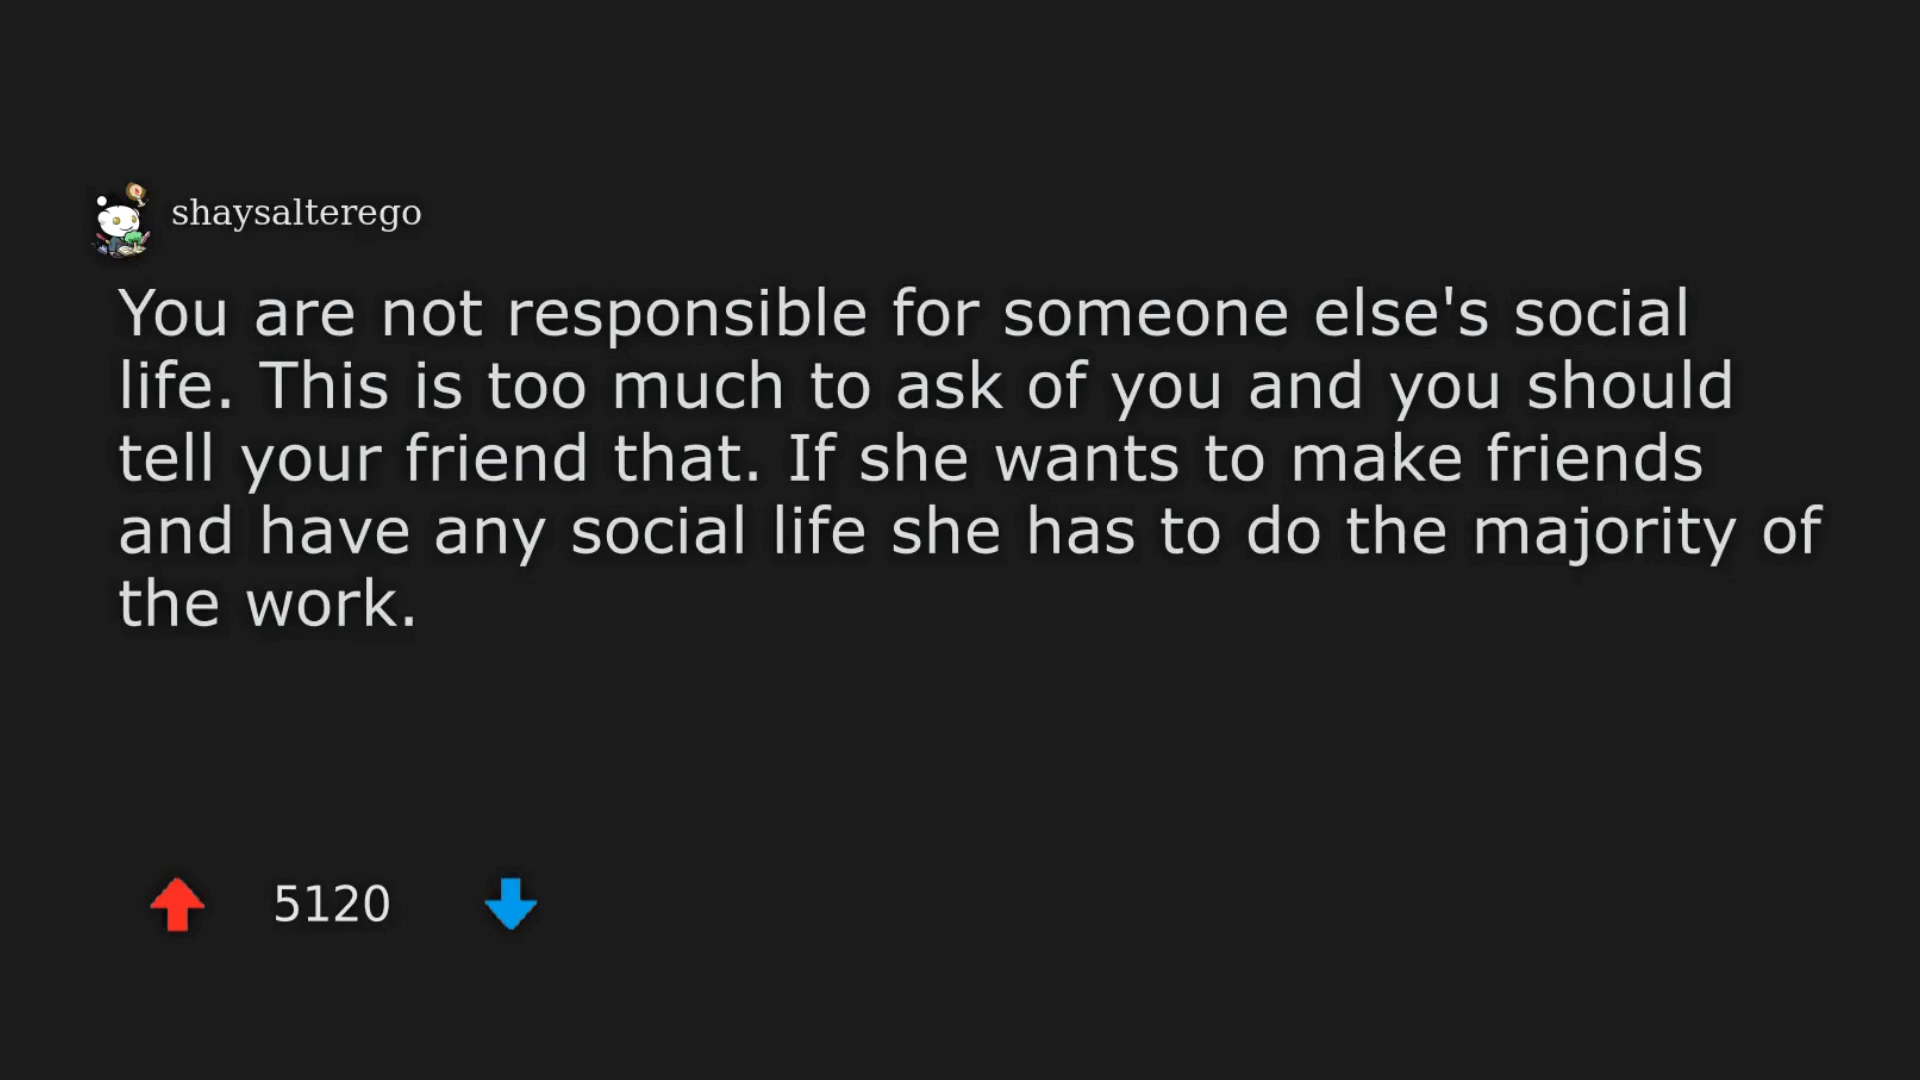 shaysalterego
You are not responsible for someone else's social
life. This is too much to ask of you and you should
tell your friend that. If she wants to make friends
and have any social life she has to do the majority of
the work.
5120